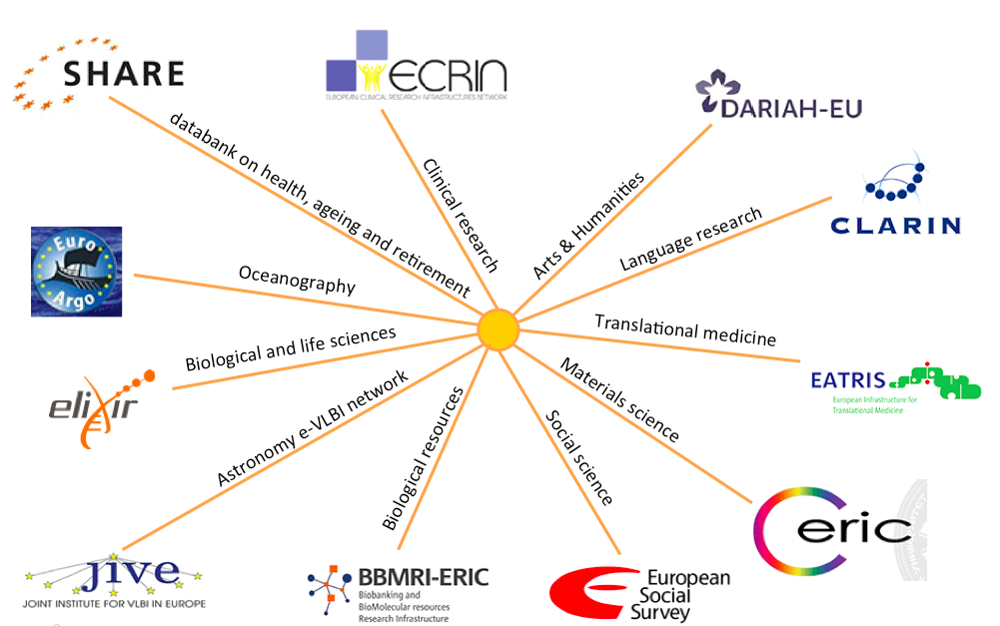 SHARE
ECRIN
EUROPEAN CLINICAL RESEARCH INFRASTRUCTURES NETWORK
DARIAH-EU
CLARIN
databank on health, ageing and retirement
Clinical research
Arts & Humanities
Language research
Euro
Argo
Oceanography
Translational medicine
Biological and life sciences
elixir
EATRIS
European Infrastructure for
Translational Medicine
Astronomy e-VLBI network
Biological resources
Social science
Materials science
Ceric
jive
JOINT INSTITUTE FOR VLBI IN EUROPE
BBMRI-ERIC
Biobanking and
BioMolecular resources
Research Infrastructure
European
Social
Survey